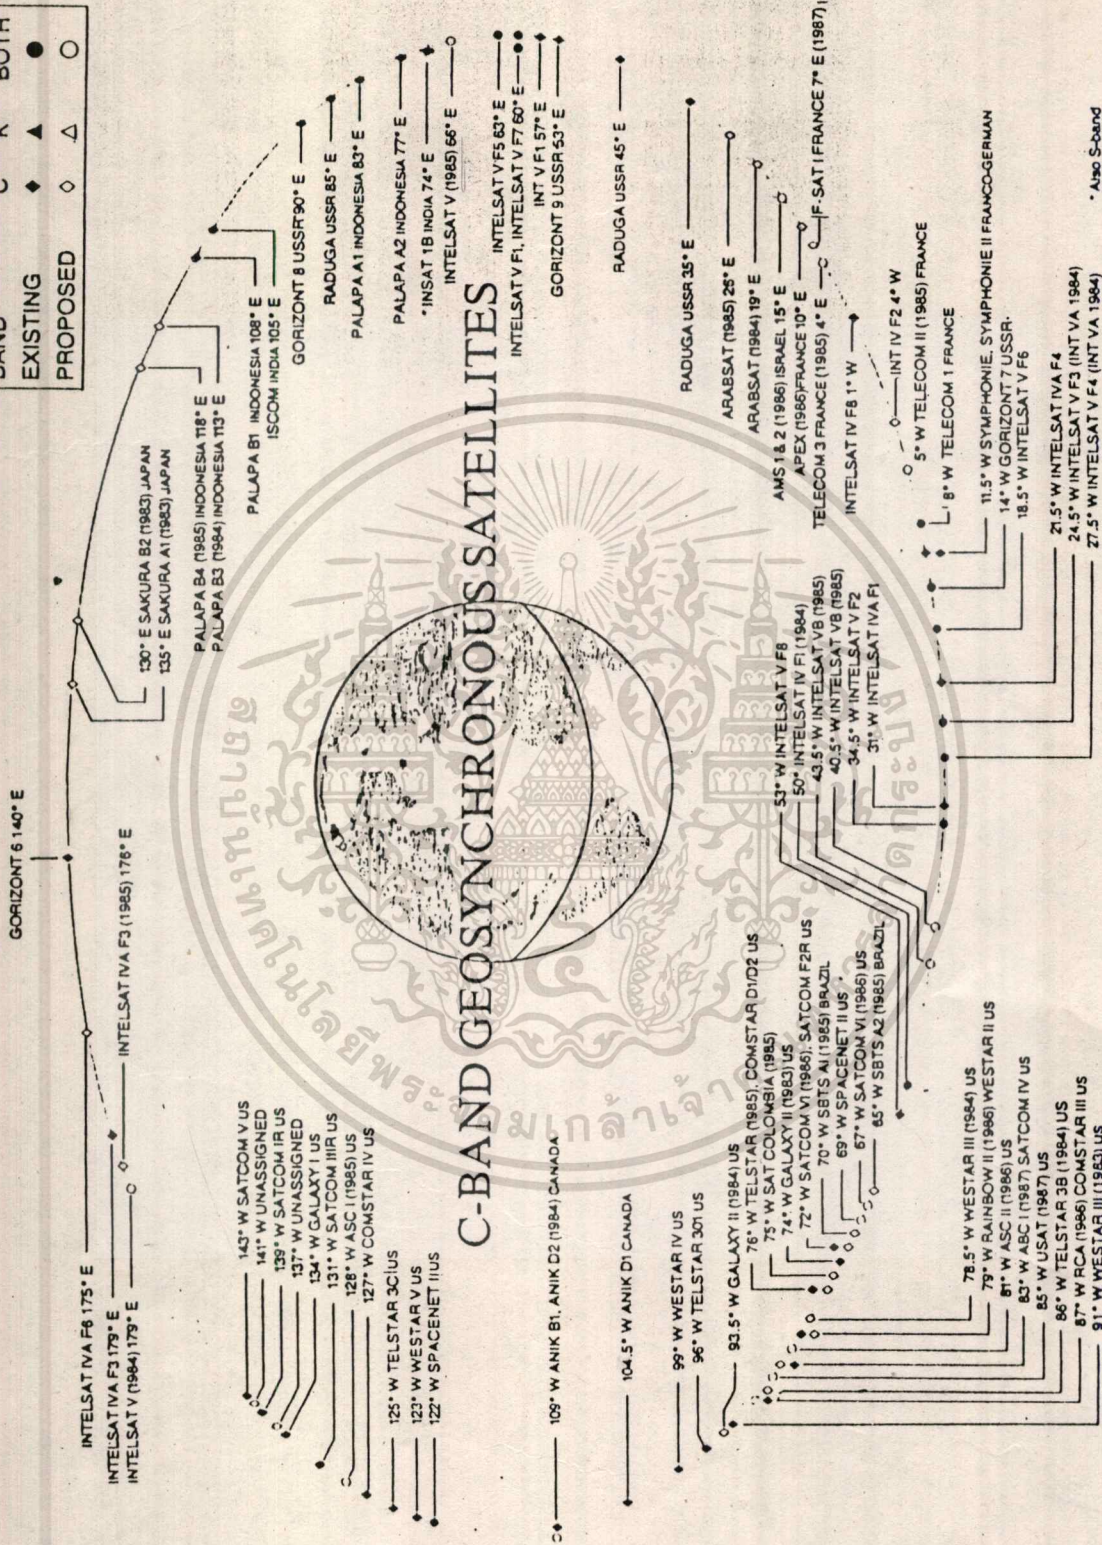 BAND C K BOTH
EXISTING
PROPOSED
GORIZONT 6 140° E
INTELSAT IVA F6 175° E
INTELSAT IVA F3 179° E
INTELSAT V (1984) 179° E
INTELSAT IVA F3 (1985) 176° E
130° E SAKURA B2 (1983) JAPAN
135° E SAKURA A1 (1983) JAPAN
PALAPA B4 (1985) INDONESIA 118° E
PALAPA B3 (1984) INDONESIA 113° E
PALAPA B1 INDONESIA 108° E
ISCOM INDIA 105° E
GORIZONT 8 USSR 90° E
RADUGA USSR 85° E
PALAPA A1 INDONESIA 83° E
PALAPA A2 INDONESIA 77° E
*INSAT 1B INDIA 74° E
INTELSAT V (1985) 66° E
INTELSAT V F5 63° E
INTELSAT V F1, INTELSAT V F7 60° E
INT V F1 57° E
GORIZONT 9 USSR 53° E
RADUGA USSR 45° E
RADUGA USSR 35° E
ARABSAT (1985) 26° E
ARABSAT (1984) 19° E
AMS 1 & 2 (1986) ISRAEL 15° E
APEX (1986) FRANCE 10° E
F-SAT I FRANCE 7° E (1987)
TELECOM 3 FRANCE (1985) 4° E
INTELSAT IV F8 1° W
INT IV F2 4° W
5° W TELECOM II (1985) FRANCE
8° W TELECOM 1 FRANCE
11.5° W SYMPHONIE, SYMPHONIE II FRANCO-GERMAN
14° W GORIZONT 7 USSR
18.5° W INTELSAT V F6
21.5° W INTELSAT IVA F4
24.5° W INTELSAT V F3 (INT VA 1984)
27.5° W INTELSAT V F4 (INT VA 1984)
* Also S-band
C-BAND GEOSYNCHRONOUS SATELLITES
143° W SATCOM V US
141° W UNASSIGNED
139° W SATCOM IR US
137° W UNASSIGNED
134° W GALAXY I US
131° W SATCOM IIIR US
128° W ASC I (1985) US
127° W COMSTAR IV US
125° W TELSTAR 3C US
123° W WESTAR V US
122° W SPACENET I US
109° W ANIK B1, ANIK D2 (1984) CANADA
104.5° W ANIK D1 CANADA
99° W WESTAR IV US
96° W TELSTAR 301 US
93.5° W GALAXY II (1984) US
76° W TELSTAR (1985), COMSTAR D1/D2 US
75° W SAT COLOMBIA (1985)
74° W GALAXY II (1983) US
72° W SATCOM VI (1986), SATCOM F2R US
70° W SBTS A1 (1985) BRAZIL
69° W SPACENET II US
67° W SATCOM VI (1986) US
65° W SBTS A2 (1985) BRAZIL
53° W INTELSAT V F8
50° INTELSAT IV F1 (1984)
43.5° W INTELSAT VB (1985)
40.5° W INTELSAT VB (1985)
34.5° W INTELSAT V F2
31° W INTELSAT IVA F1
78.5° W WESTAR III (1984) US
79° W RAINBOW II (1986) WESTAR II US
81° W ASC II (1986) US
83° W ABC I (1987) SATCOM IV US
85° W USAT (1987) US
86° W TELSTAR 3B (1984) US
87° W RCA (1986) COMSTAR III US
91° W WESTAR III (1983) US